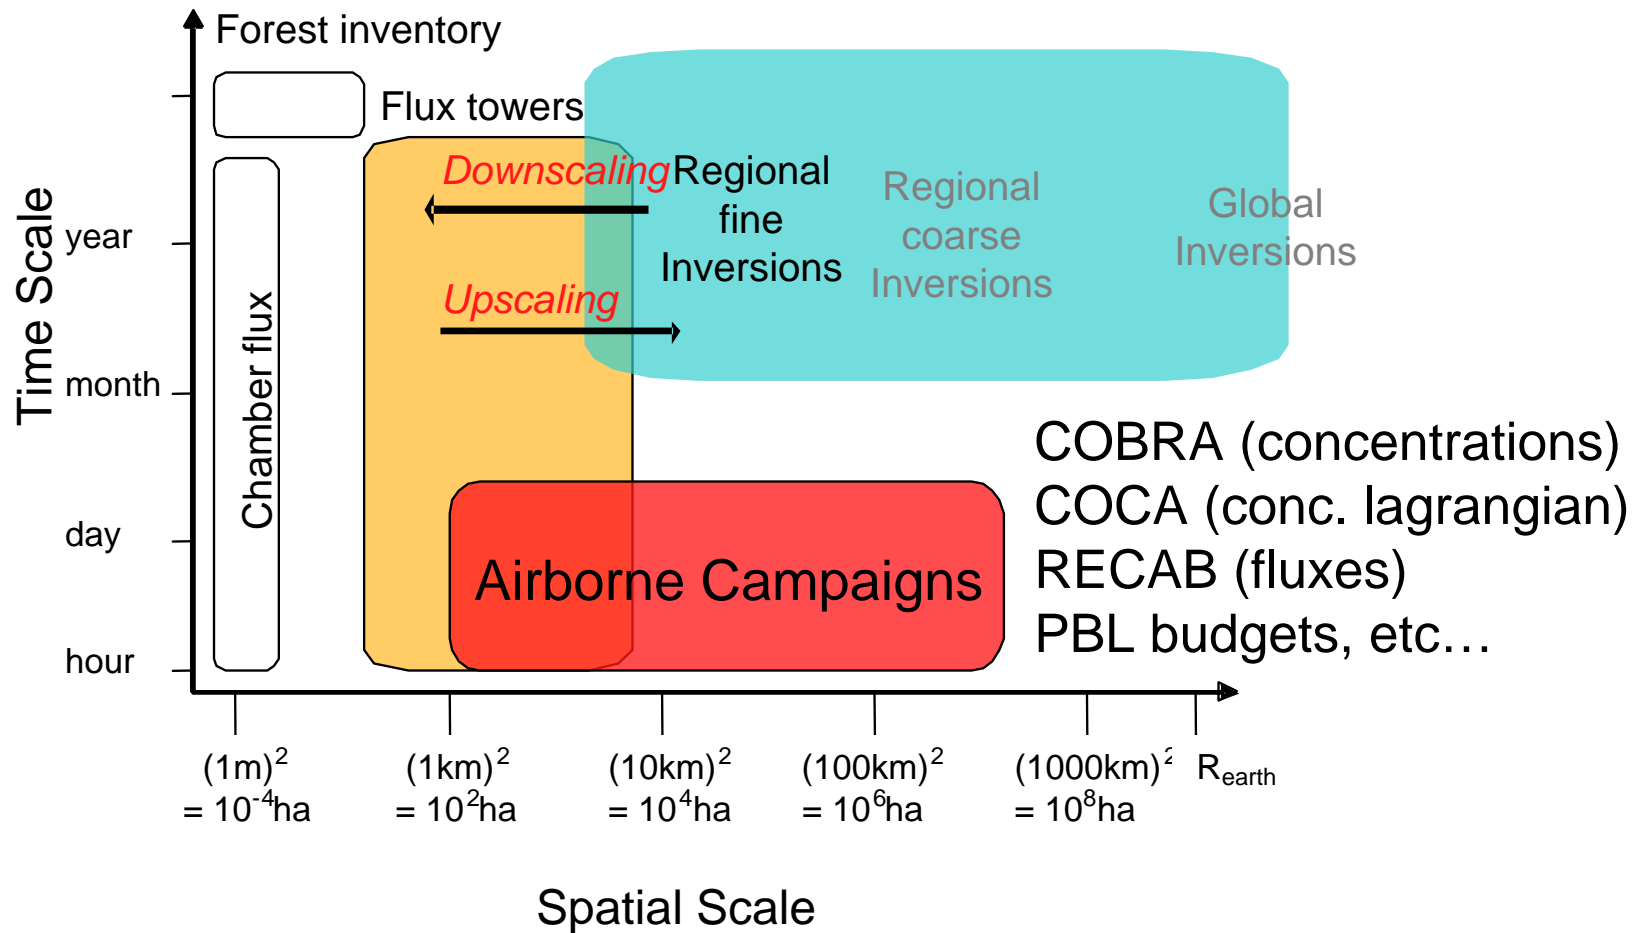 Forest inventory
Flux towers
Downscaling
Regional
fine
Inversions
Regional
coarse
Inversions
Global
Inversions
Upscaling
Time Scale
year
month
day
hour
Chamber flux
Airborne Campaigns
COBRA (concentrations)
COCA (conc. lagrangian)
RECAB (fluxes)
PBL budgets, etc…
(1m)²
= 10⁻⁴ha
(1km)²
= 10²ha
(10km)²
= 10⁴ha
(100km)²
= 10⁶ha
(1000km)²
= 10⁸ha
R_earth
Spatial Scale